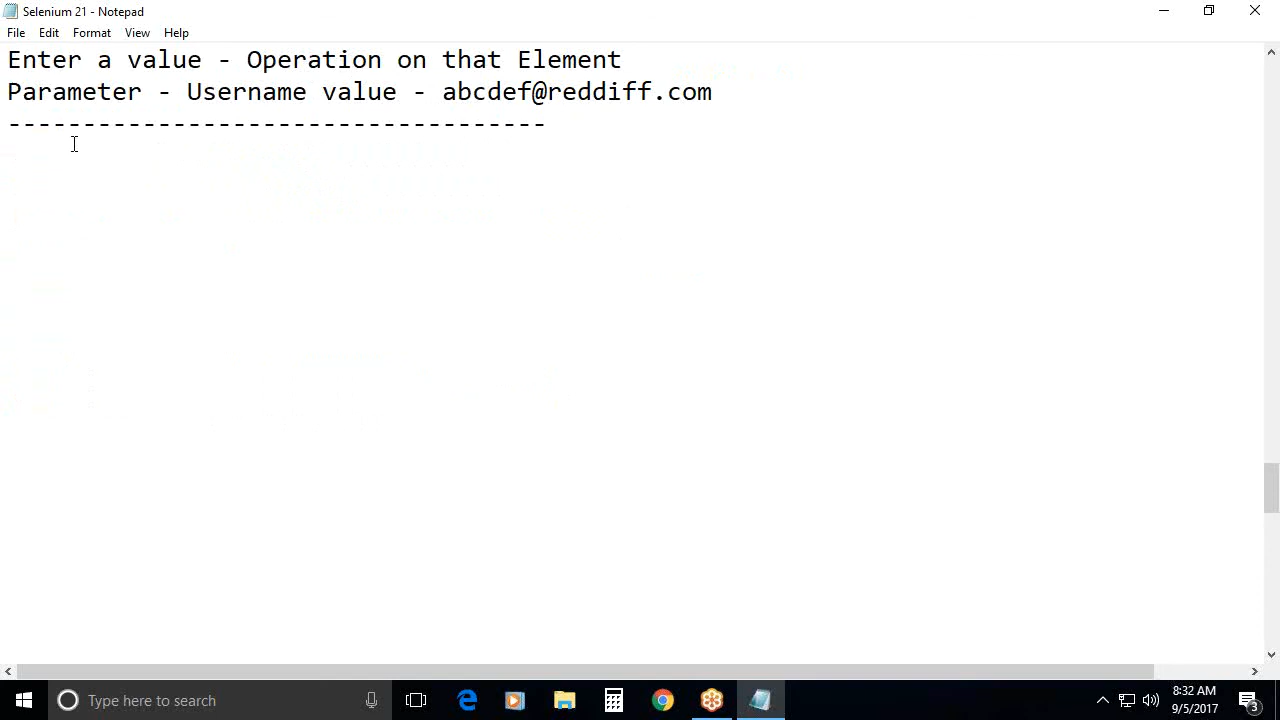 Selenium 21 - Notepad
File Edit Format View Help
Enter a value - Operation on that Element
Parameter - Username value - abcdef@reddiff.com
------------------------------------
Type here to search
8:32 AM
9/5/2017
3